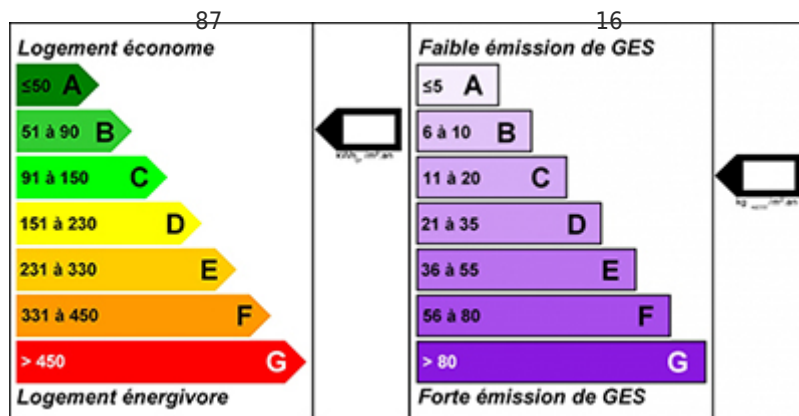 87
Logement économe
≤50 A
51 à 90 B
91 à 150 C
151 à 230 D
231 à 330 E
331 à 450 F
> 450 G
Logement énergivore
16
Faible émission de GES
≤5 A
6 à 10 B
11 à 20 C
21 à 35 D
36 à 55 E
56 à 80 F
> 80 G
Forte émission de GES